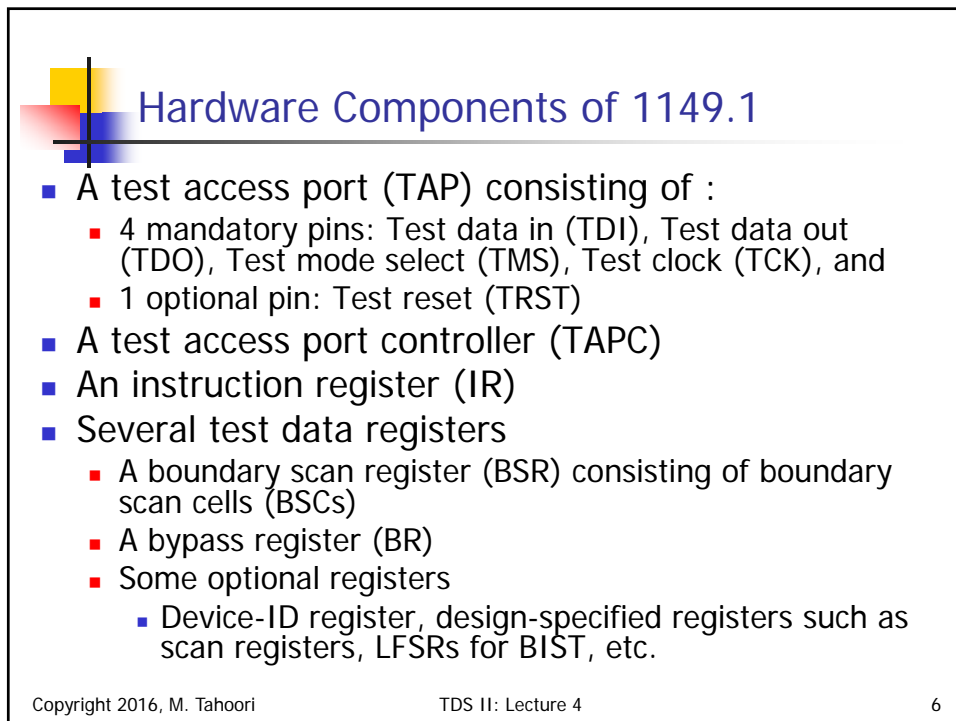 Hardware Components of 1149.1
A test access port (TAP) consisting of :
4 mandatory pins: Test data in (TDI), Test data out
(TDO), Test mode select (TMS), Test clock (TCK), and
1 optional pin: Test reset (TRST)
A test access port controller (TAPC)
An instruction register (IR)
Several test data registers
A boundary scan register (BSR) consisting of boundary
scan cells (BSCs)
A bypass register (BR)
Some optional registers
Device-ID register, design-specified registers such as
scan registers, LFSRs for BIST, etc.
Copyright 2016, M. Tahoori
TDS II: Lecture 4
6